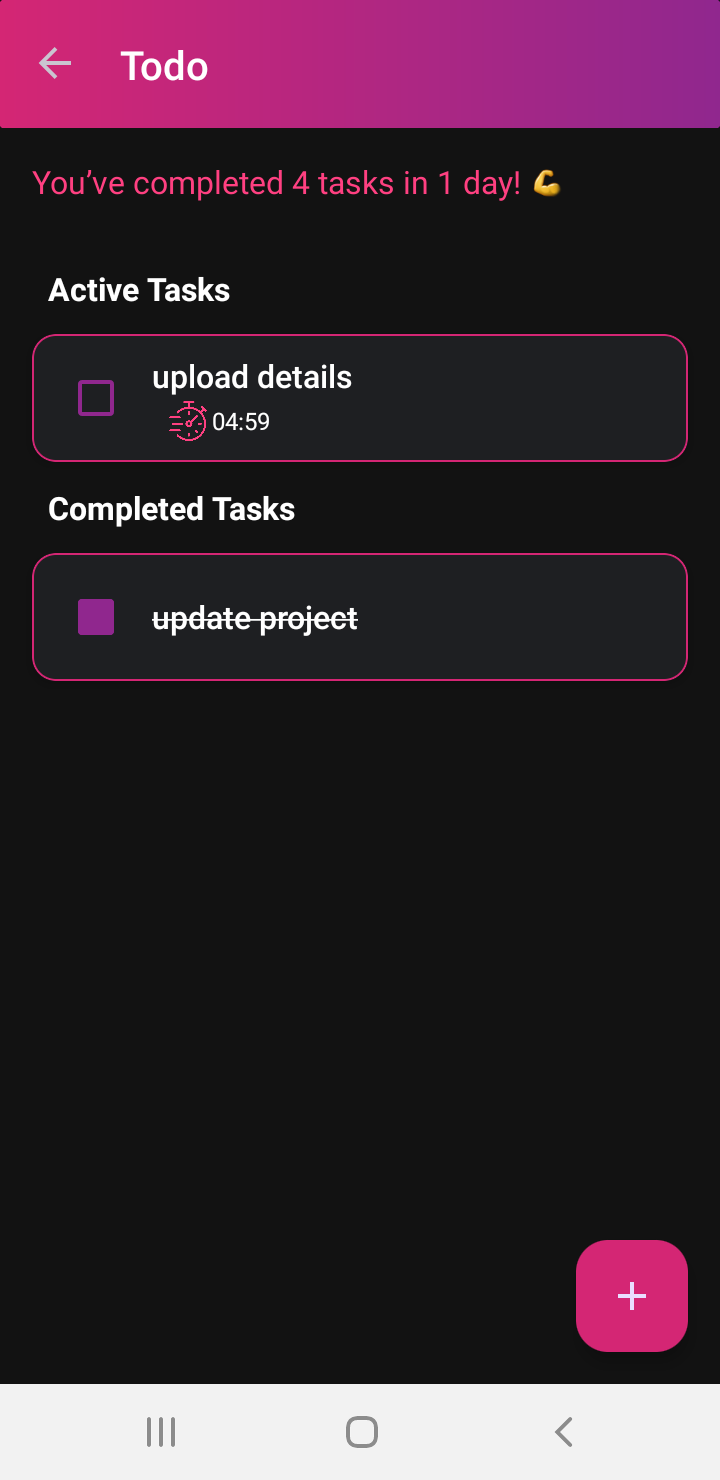 Todo
You’ve completed 4 tasks in 1 day! 💪
Active Tasks
upload details
04:59
Completed Tasks
update project